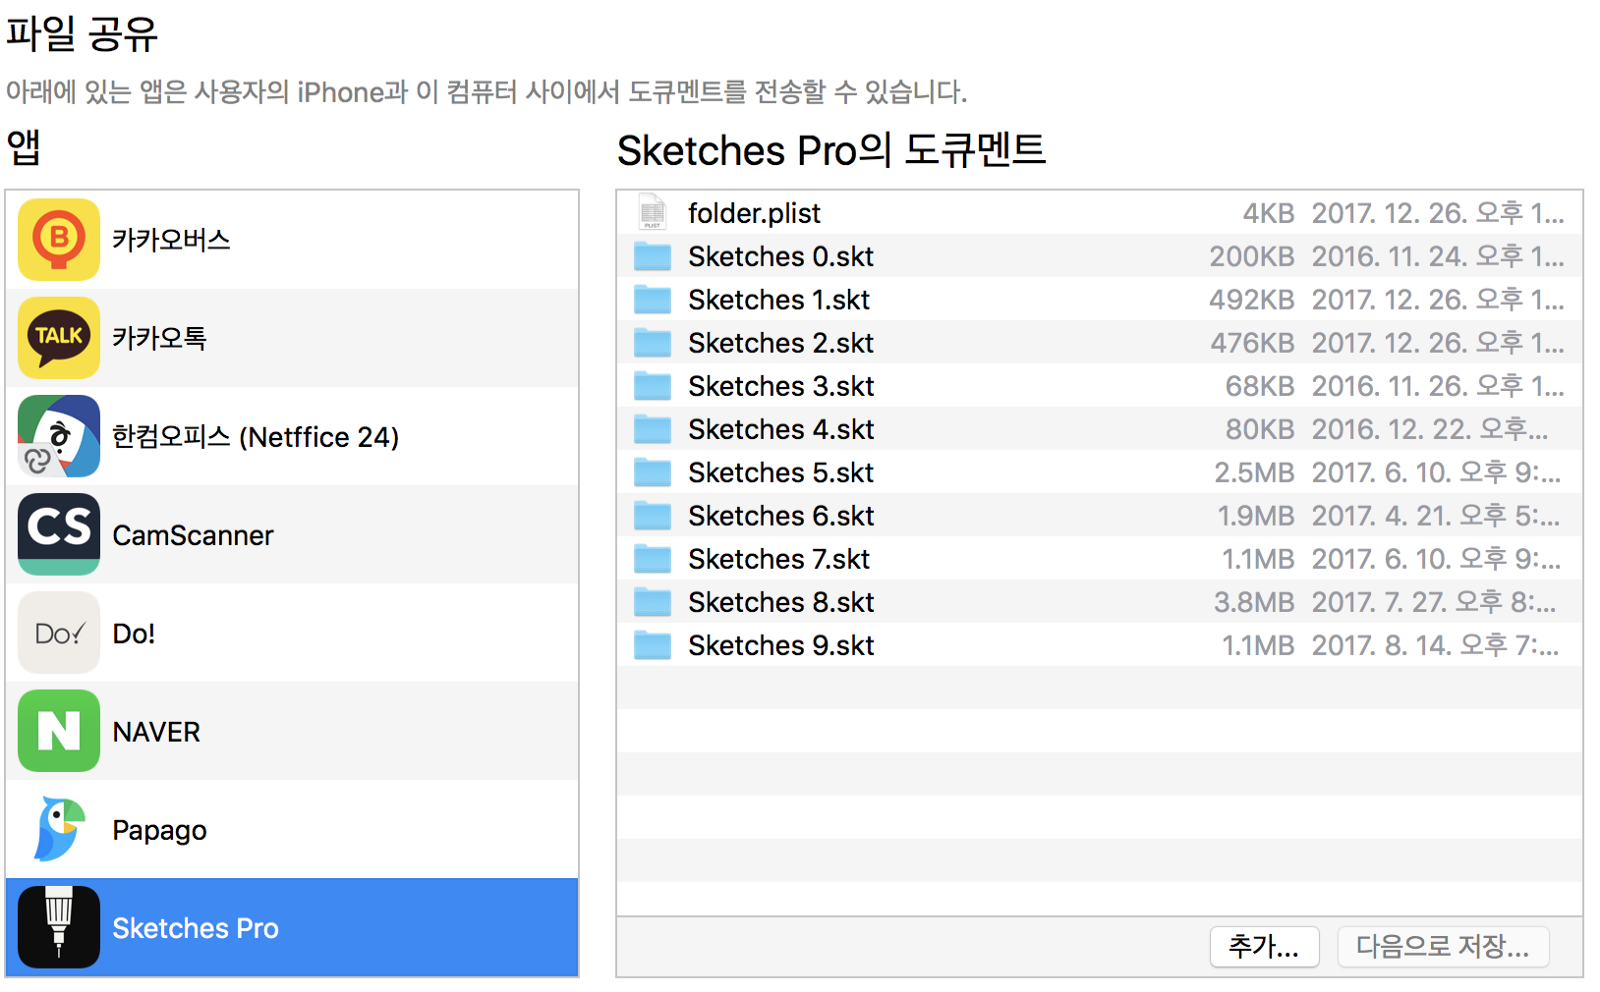 파일 공유
아래에 있는 앱은 사용자의 iPhone과 이 컴퓨터 사이에서 도큐멘트를 전송할 수 있습니다.
앱
B
카카오버스
TALK
카카오톡
한컴오피스 (Netffice 24)
CS
CamScanner
Do✓
Do!
N
NAVER
Papago
Sketches Pro
Sketches Pro의 도큐멘트
PLIST
folder.plist 4KB 2017. 12. 26. 오후 1...
Sketches 0.skt 200KB 2016. 11. 24. 오후 1...
Sketches 1.skt 492KB 2017. 12. 26. 오후 1...
Sketches 2.skt 476KB 2017. 12. 26. 오후 1...
Sketches 3.skt 68KB 2016. 11. 26. 오후 1...
Sketches 4.skt 80KB 2016. 12. 22. 오후...
Sketches 5.skt 2.5MB 2017. 6. 10. 오후 9:...
Sketches 6.skt 1.9MB 2017. 4. 21. 오후 5:...
Sketches 7.skt 1.1MB 2017. 6. 10. 오후 9:...
Sketches 8.skt 3.8MB 2017. 7. 27. 오후 8:...
Sketches 9.skt 1.1MB 2017. 8. 14. 오후 7:...
추가... 다음으로 저장...